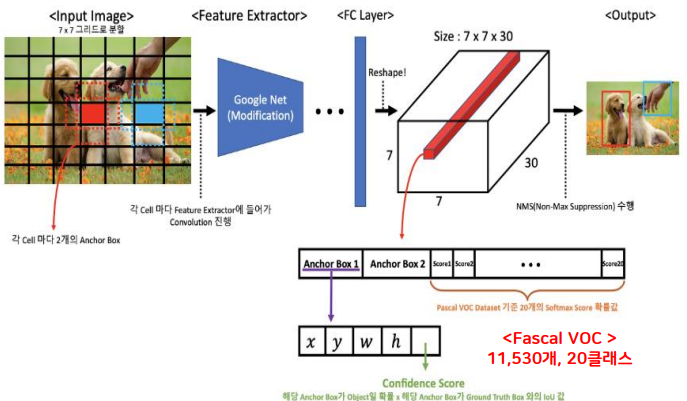 <Input Image>
7 x 7 그리드로 분할
<Feature Extractor>
<FC Layer>
Size : 7 x 7 x 30
<Output>
Google Net
(Modification)
Reshape!
7
7
30
각 Cell 마다 2개의 Anchor Box
각 Cell 마다 Feature Extractor에 들어가
Convolution 진행
NMS(Non-Max Suppression) 수행
Anchor Box 1
Anchor Box 2
Score1
Score2
Score20
Pascal VOC Dataset 기준 20개의 Softmax Score 확률값
x y w h
<Fascal VOC >
11,530개, 20클래스
Confidence Score
해당 Anchor Box가 Object일 확률 x 해당 Anchor Box가 Ground Truth Box 와의 IoU 값